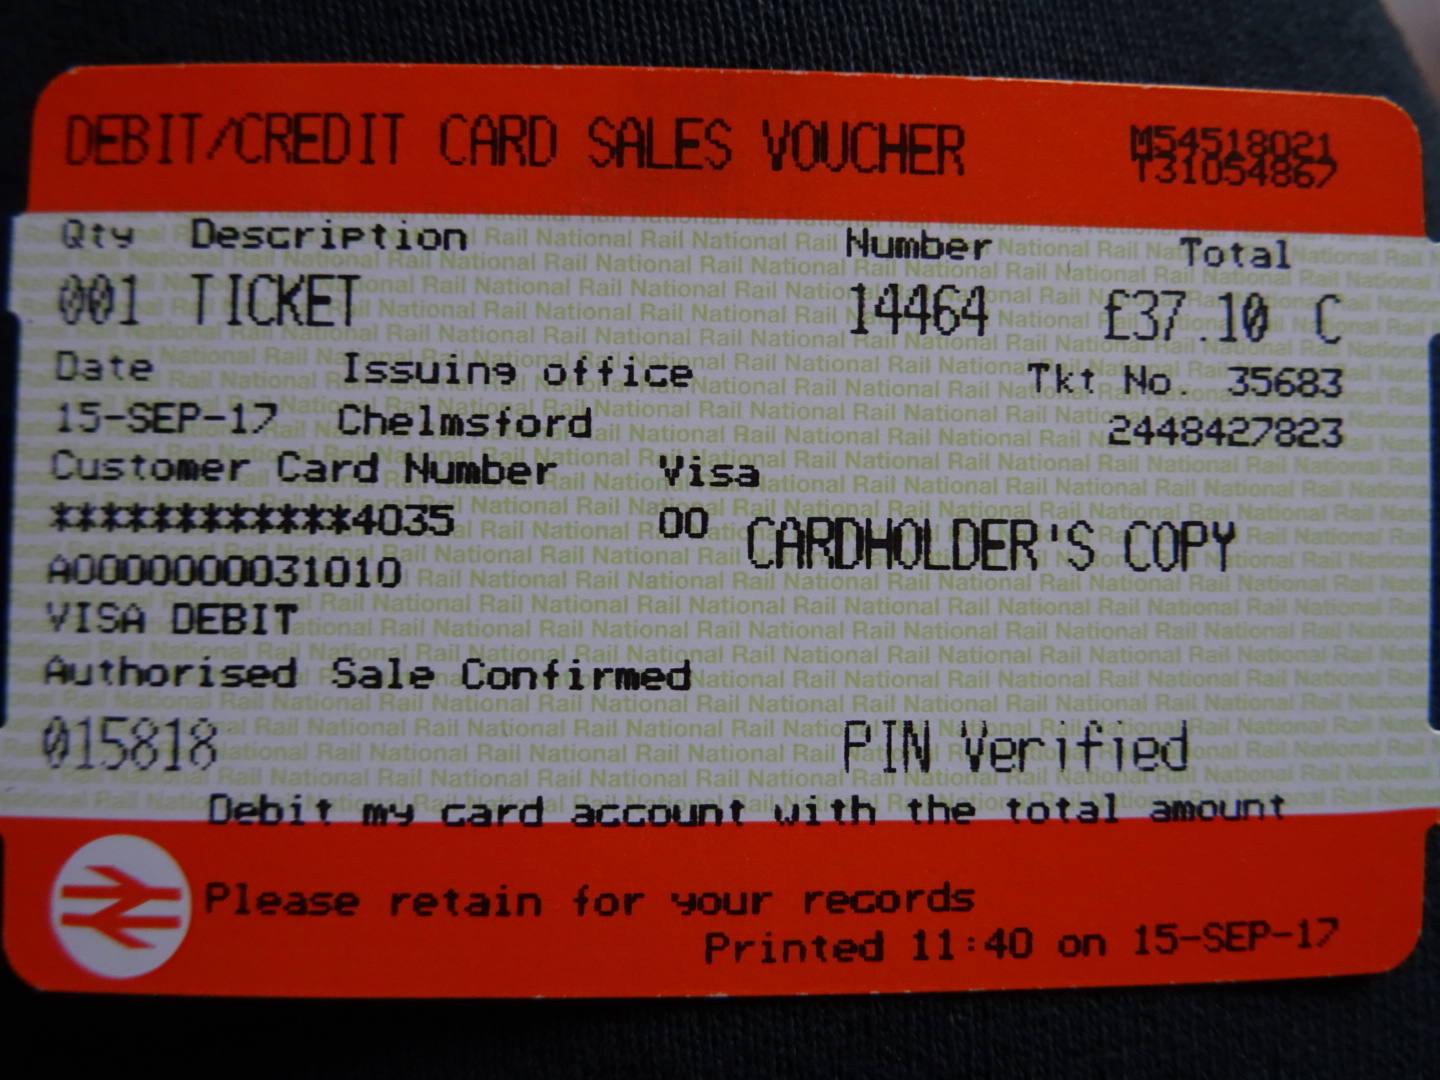 DEBIT/CREDIT CARD SALES VOUCHER M54518021
T31054867
Qty Description Number Total
001 TICKET 14464 £37.10 C
Date Issuing office Tkt No. 35683
15-SEP-17 Chelmsford 2448427823
Customer Card Number Visa
************4035 00 CARDHOLDER'S COPY
A0000000031010
VISA DEBIT
Authorised Sale Confirmed
015818 PIN Verified
Debit my card account with the total amount
Please retain for your records
Printed 11:40 on 15-SEP-17